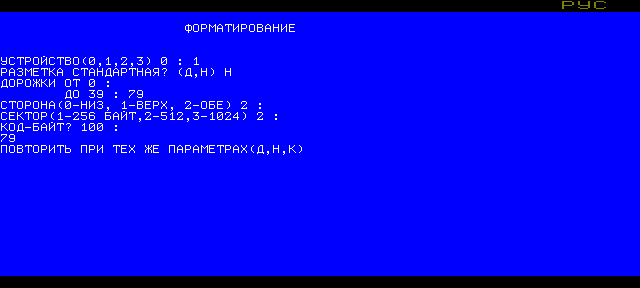 РУС
ФОРМАТИРОВАНИЕ
УСТРОЙСТВО(0,1,2,3) 0 : 1
РАЗМЕТКА СТАНДАРТНАЯ? (Д,Н) Н
ДОРОЖКИ ОТ 0 :
ДО 39 : 79
СТОРОНА(0-НИЗ, 1-ВЕРХ, 2-ОБЕ) 2 :
СЕКТОР(1-256 БАЙТ,2-512,3-1024) 2 :
КОД-БАЙТ? 100 :
79
ПОВТОРИТЬ ПРИ ТЕХ ЖЕ ПАРАМЕТРАХ(Д,Н,К)